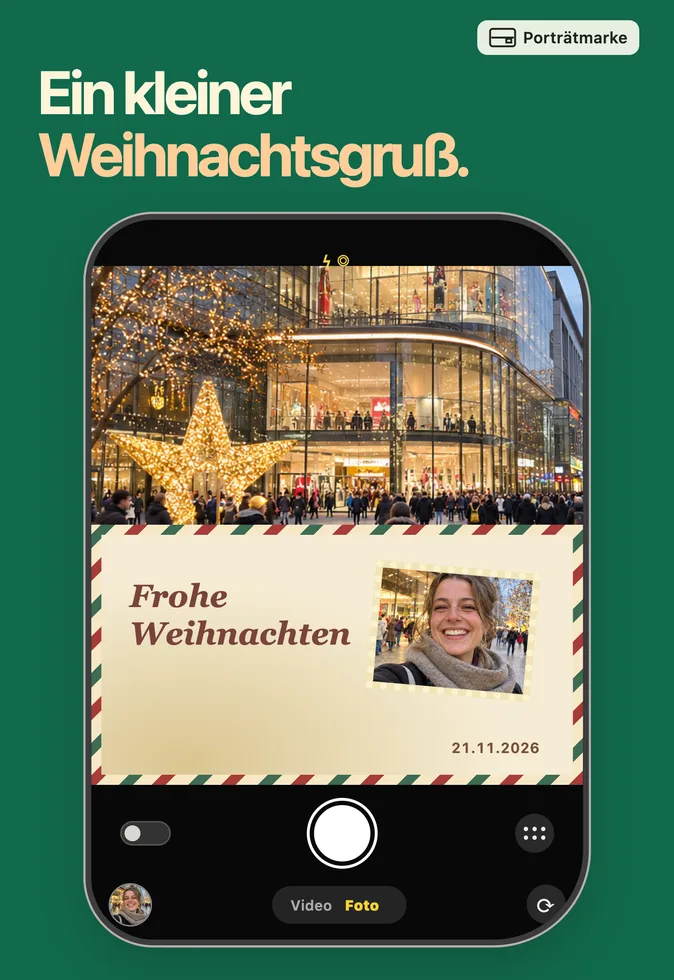 Porträtmarke
Ein kleiner
Weihnachtsgruß.
Frohe
Weihnachten
21.11.2026
Video Foto